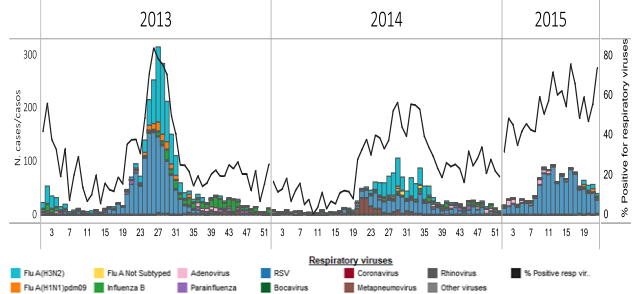 2013 2014 2015
N. cases/casos
300
200
100
0
80
60
40
20
0
% Positive for respiratory viruses
3 7 11 15 19 23 27 31 35 39 43 47 51 3 7 11 15 19 23 27 31 35 39 43 47 51 3 7 11 15 19
Respiratory viruses
Flu A(H3N2) Flu A Not Subtyped Adenovirus RSV Coronavirus Rhinovirus % Positive resp vir..
Flu A(H1N1)pdm09 Influenza B Parainfluenza Bocavirus Metapneumovirus Other viruses